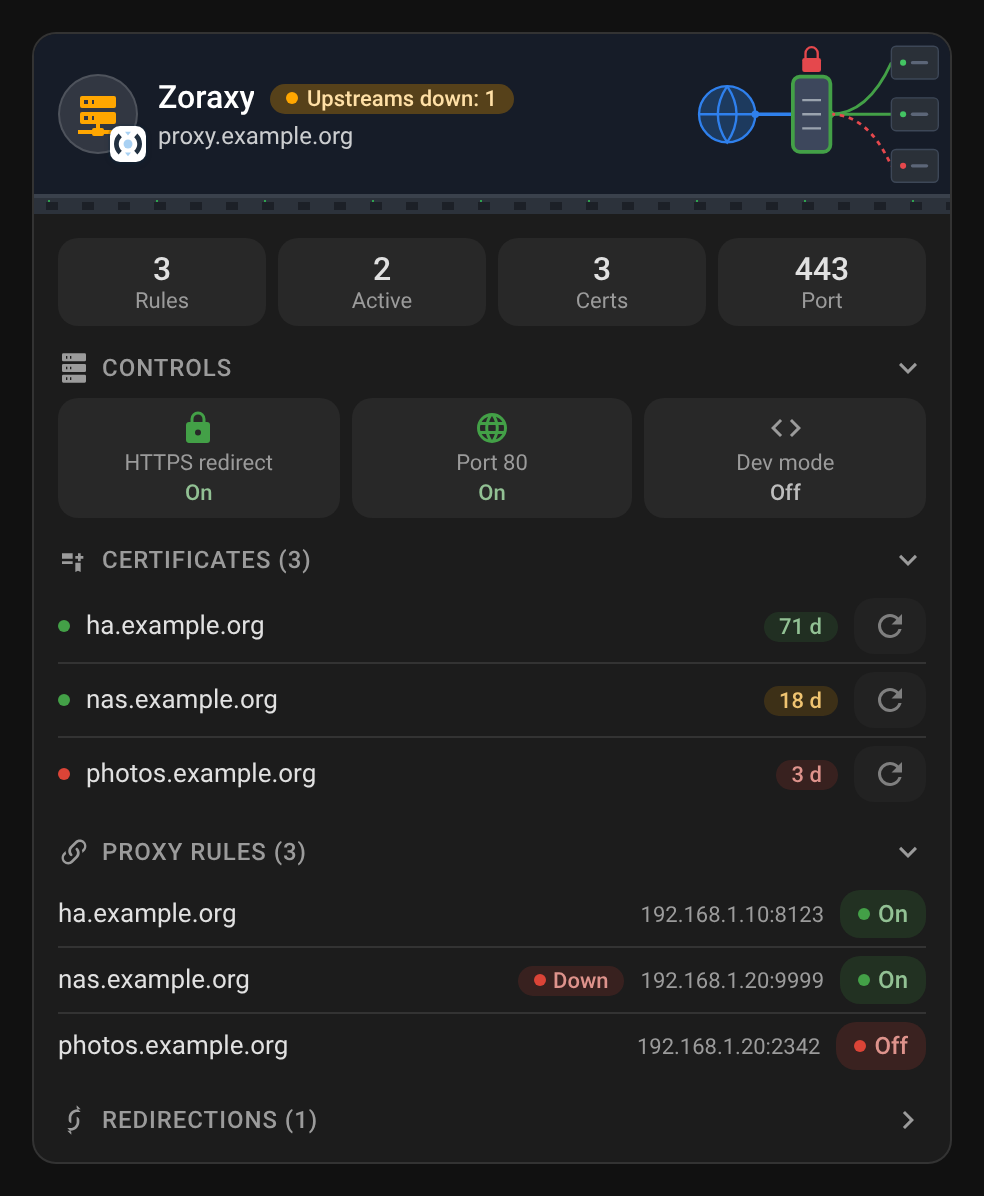 Zoraxy
Upstreams down: 1
proxy.example.org
3
Rules
2
Active
3
Certs
443
Port
CONTROLS
HTTPS redirect
On
Port 80
On
Dev mode
Off
CERTIFICATES (3)
ha.example.org 71 d
nas.example.org 18 d
photos.example.org 3 d
PROXY RULES (3)
ha.example.org 192.168.1.10:8123 On
nas.example.org Down 192.168.1.20:9999 On
photos.example.org 192.168.1.20:2342 Off
REDIRECTIONS (1)